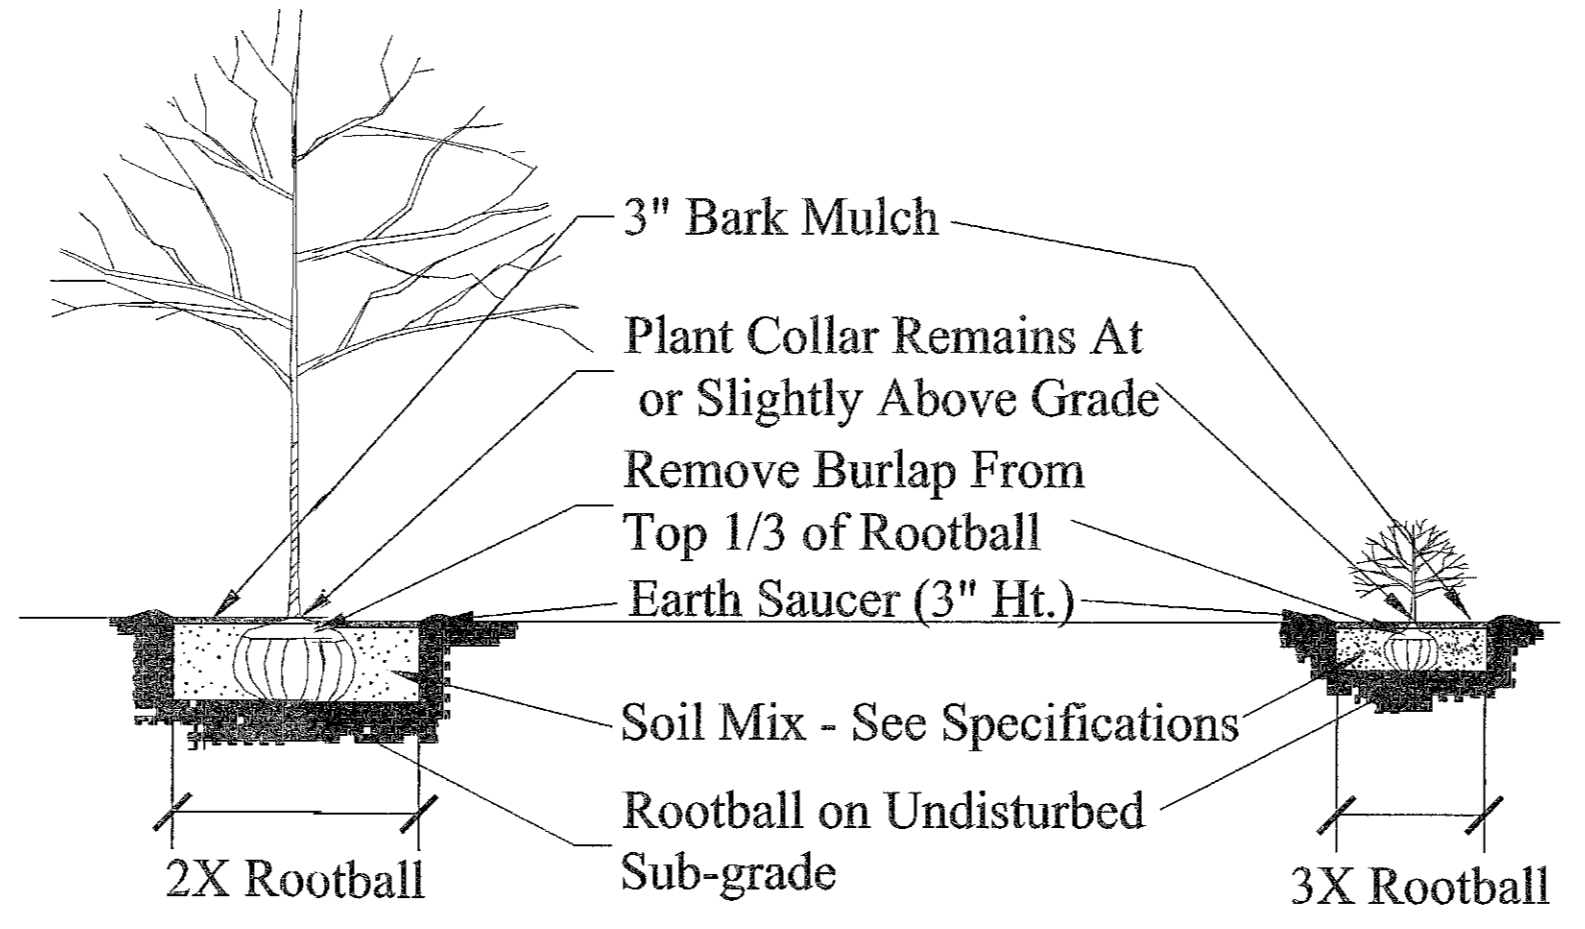 3" Bark Mulch
Plant Collar Remains At
or Slightly Above Grade
Remove Burlap From
Top 1/3 of Rootball
Earth Saucer (3" Ht.)
Soil Mix - See Specifications
Rootball on Undisturbed
Sub-grade
2X Rootball
3X Rootball